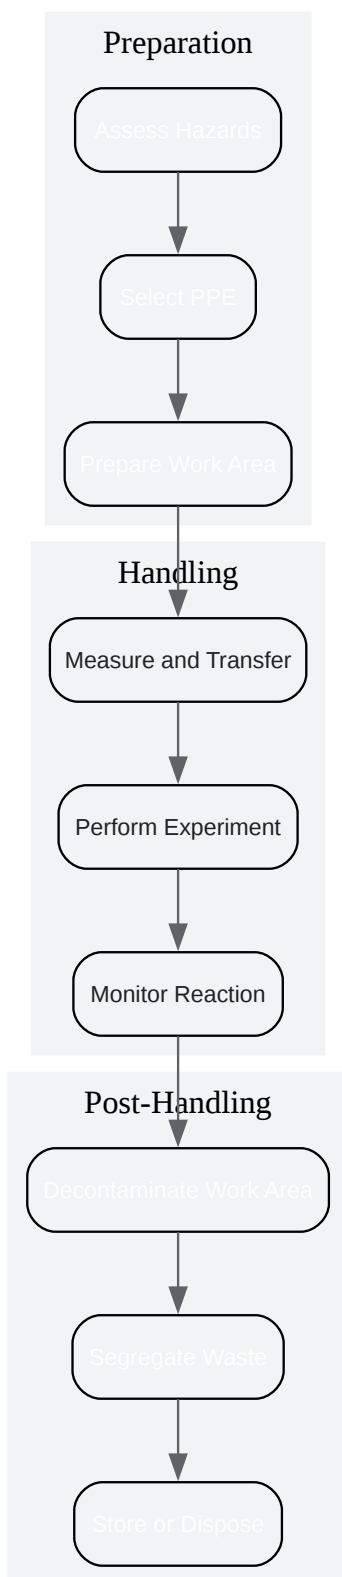 Preparation
Assess Hazards
Select PPE
Prepare Work Area
Handling
Measure and Transfer
Perform Experiment
Monitor Reaction
Post-Handling
Decontaminate Work Area
Segregate Waste
Store or Dispose